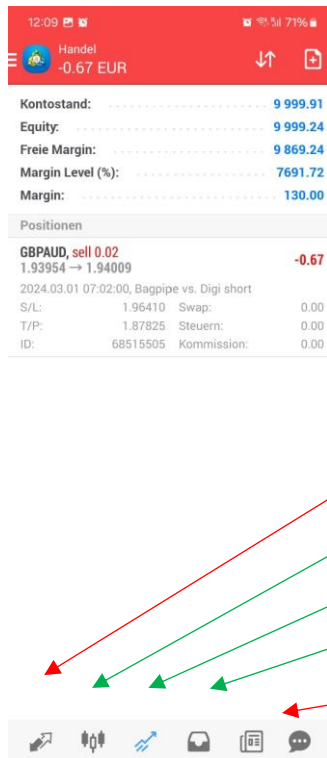 12:09 71%
Handel
-0.67 EUR
Kontostand: 9 999.91
Equity: 9 999.24
Freie Margin: 9 869.24
Margin Level (%): 7691.72
Margin: 130.00
Positionen
GBPAUD, sell 0.02 -0.67
1.93954 → 1.94009
2024.03.01 07:02:00, Bagpipe vs. Digi short
S/L: 1.96410 Swap: 0.00
T/P: 1.87825 Steuern: 0.00
ID: 68515505 Kommission: 0.00